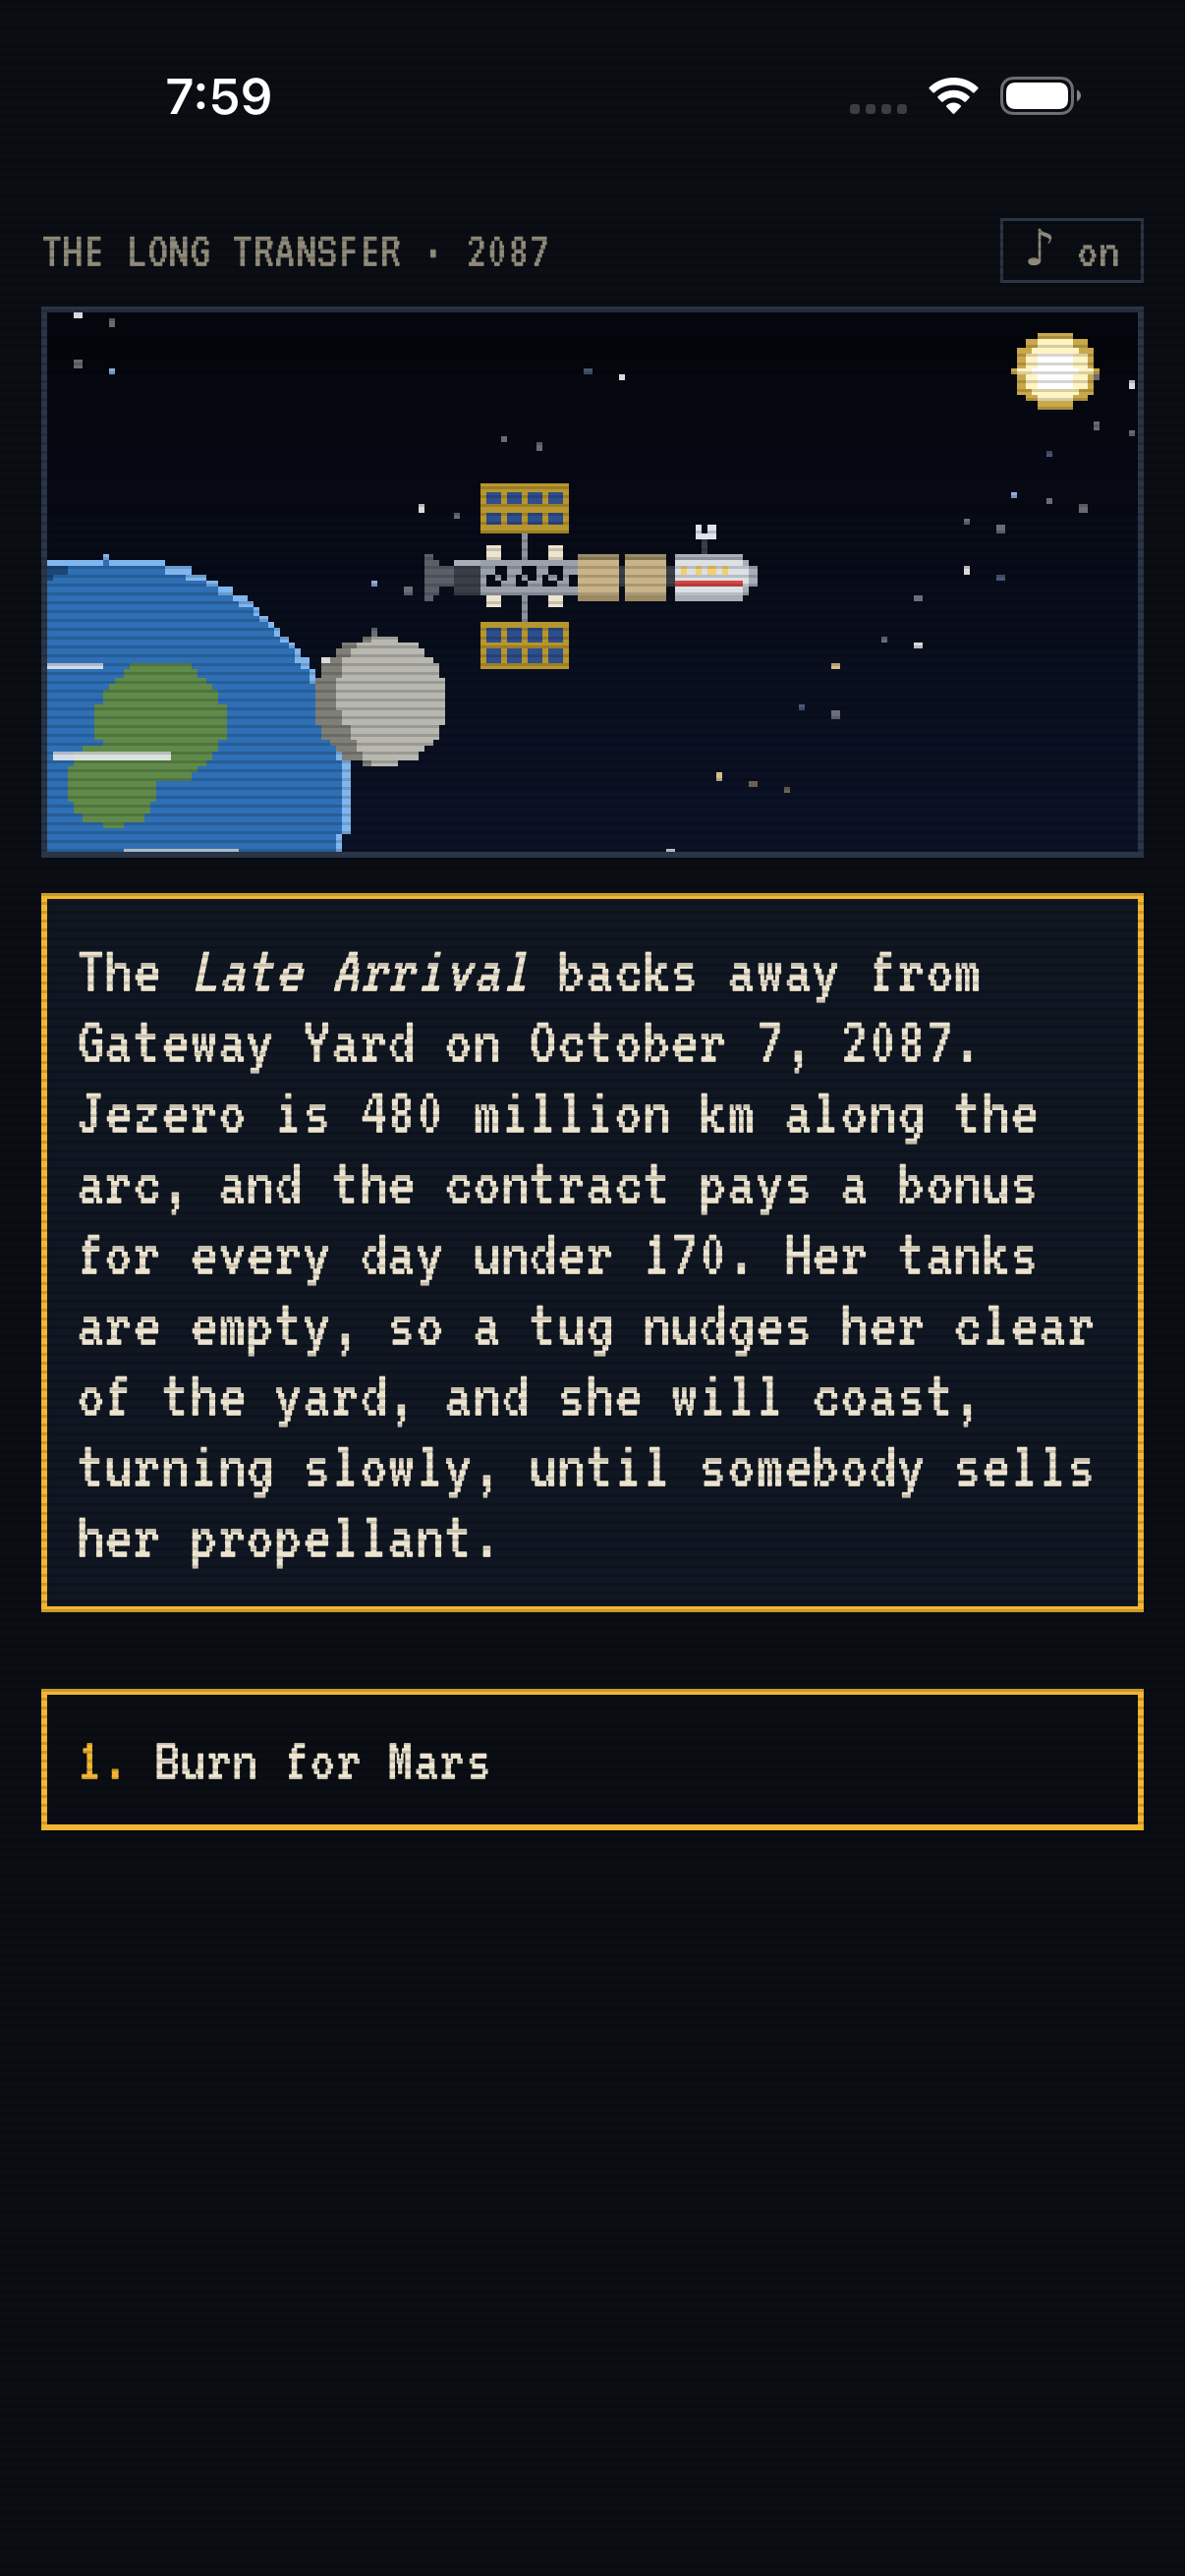 7:59
THE LONG TRANSFER · 2087
♪ on
The Late Arrival backs away from
Gateway Yard on October 7, 2087.
Jezero is 480 million km along the
arc, and the contract pays a bonus
for every day under 170. Her tanks
are empty, so a tug nudges her clear
of the yard, and she will coast,
turning slowly, until somebody sells
her propellant.
1. Burn for Mars